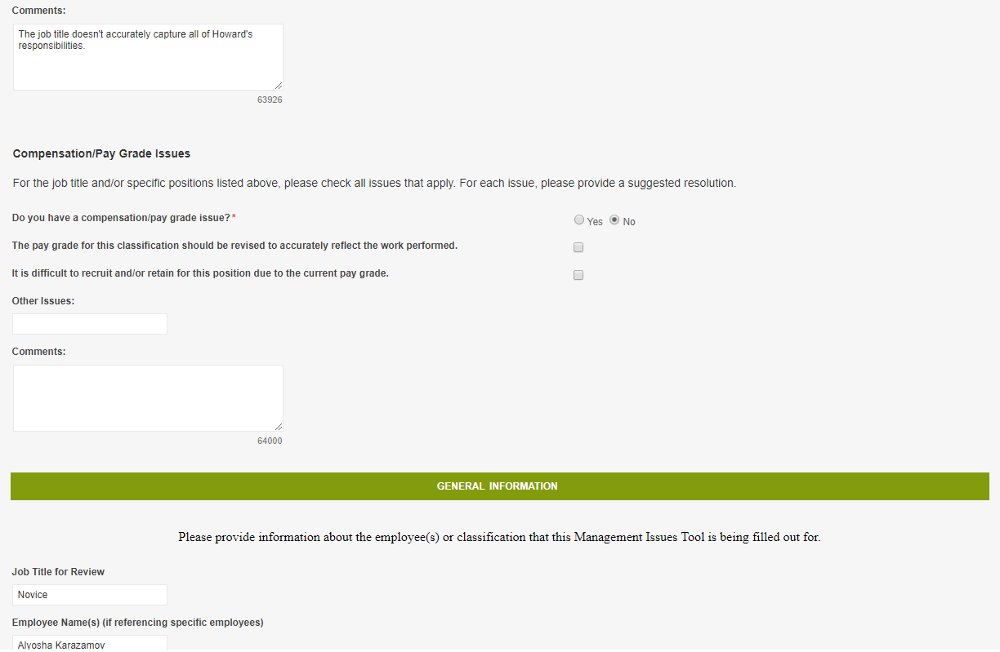 Comments:
The job title doesn't accurately capture all of Howard's
responsibilities.
63926
Compensation/Pay Grade Issues
For the job title and/or specific positions listed above, please check all issues that apply. For each issue, please provide a suggested resolution.
Do you have a compensation/pay grade issue?*
Yes No
The pay grade for this classification should be revised to accurately reflect the work performed.
It is difficult to recruit and/or retain for this position due to the current pay grade.
Other Issues:
Comments:
64000
GENERAL INFORMATION
Please provide information about the employee(s) or classification that this Management Issues Tool is being filled out for.
Job Title for Review
Novice
Employee Name(s) (if referencing specific employees)
Alyosha Karazamov